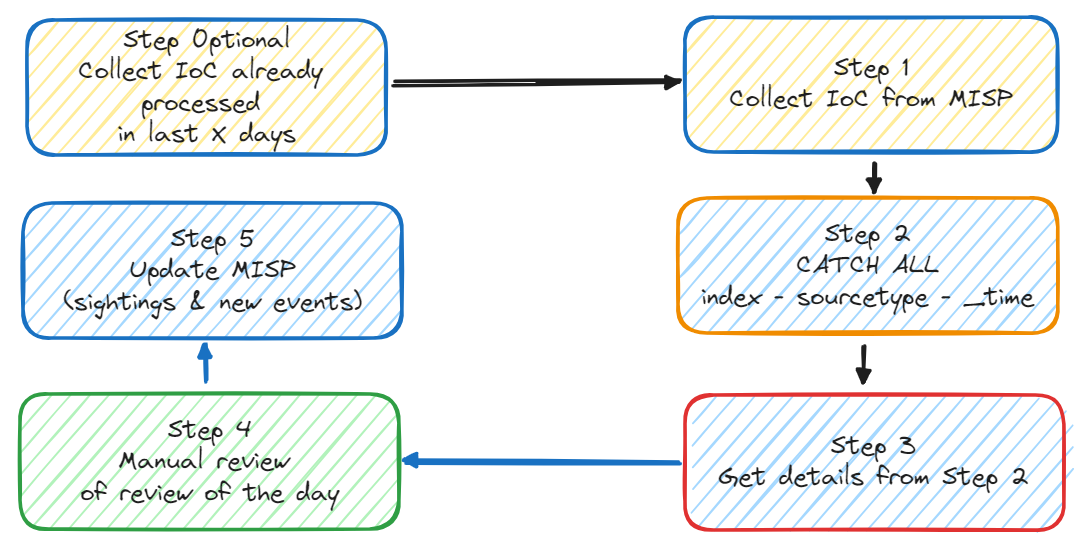 Step Optional
Collect IoC already
processed
in last X days
Step 1
Collect IoC from MISP
Step 2
CATCH ALL
index - sourcetype - _time
Step 3
Get details from Step 2
Step 4
Manual review
of review of the day
Step 5
Update MISP
(sightings & new events)